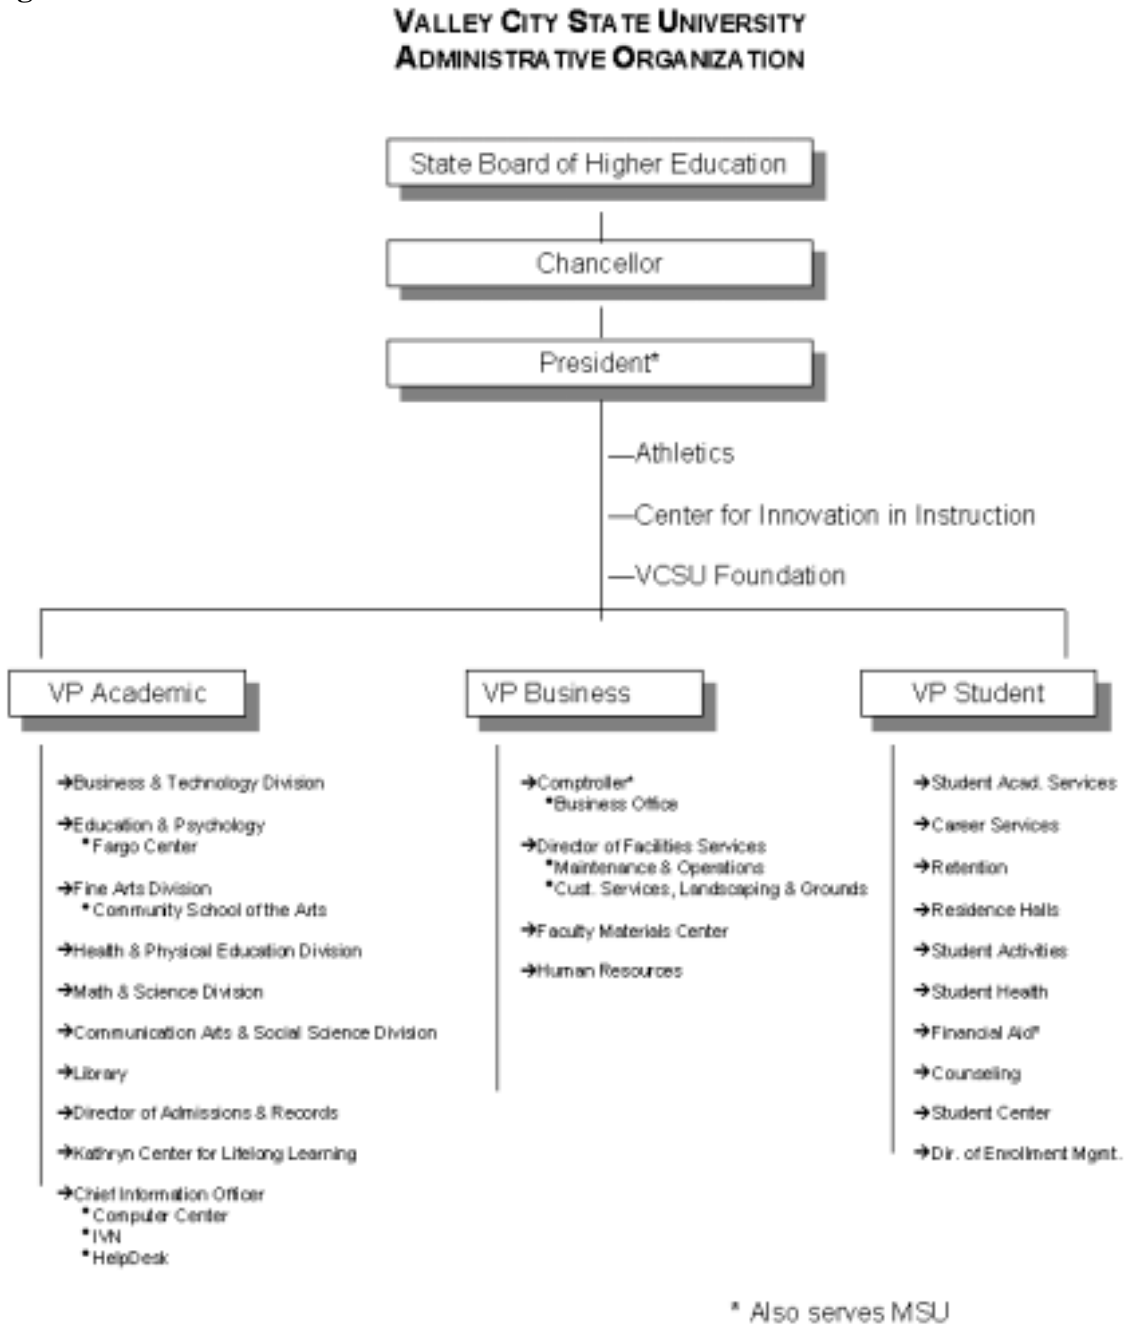 VALLEY CITY STATE UNIVERSITY
ADMINISTRATIVE ORGANIZATION
State Board of Higher Education
Chancellor
President*
Athletics
Center for Innovation in Instruction
VCSU Foundation
VP Academic
➔Business & Technology Division
➔Education & Psychology
*Fargo Center
➔Fine Arts Division
*Community School of the Arts
➔Health & Physical Education Division
➔Math & Science Division
➔Communication Arts & Social Science Division
➔Library
➔Director of Admissions & Records
➔Kathryn Center for Lifelong Learning
➔Chief Information Officer
*Computer Center
*IVN
*HelpDesk
VP Business
➔Comptroller*
*Business Office
➔Director of Facilities Services
*Maintenance & Operations
*Cust. Services, Landscaping & Grounds
➔Faculty Materials Center
➔Human Resources
VP Student
➔Student Acad. Services
➔Career Services
➔Retention
➔Residence Halls
➔Student Activities
➔Student Health
➔Financial Aid*
➔Counseling
➔Student Center
➔Dir. of Enrollment Mgmt.
* Also serves MSU